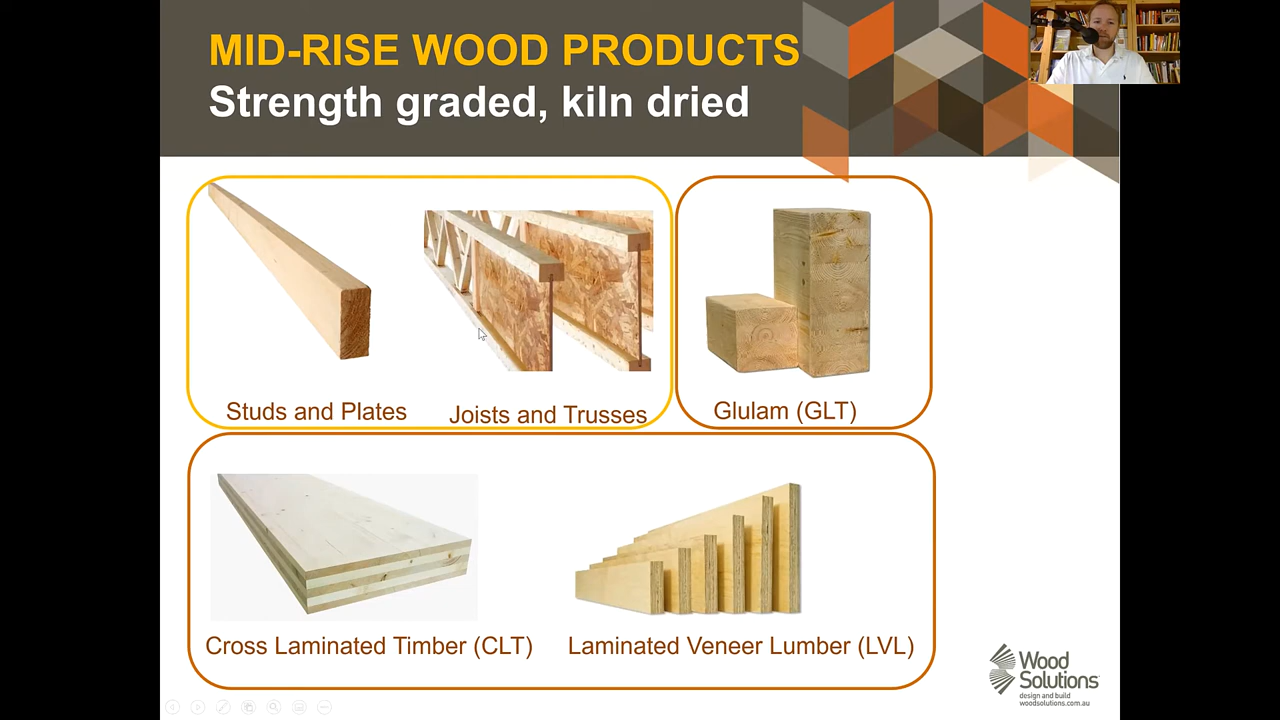 MID-RISE WOOD PRODUCTS
Strength graded, kiln dried
Studs and Plates
Joists and Trusses
Glulam (GLT)
Cross Laminated Timber (CLT)
Laminated Veneer Lumber (LVL)
Wood
Solutions
design and build
woodsolutions.com.au